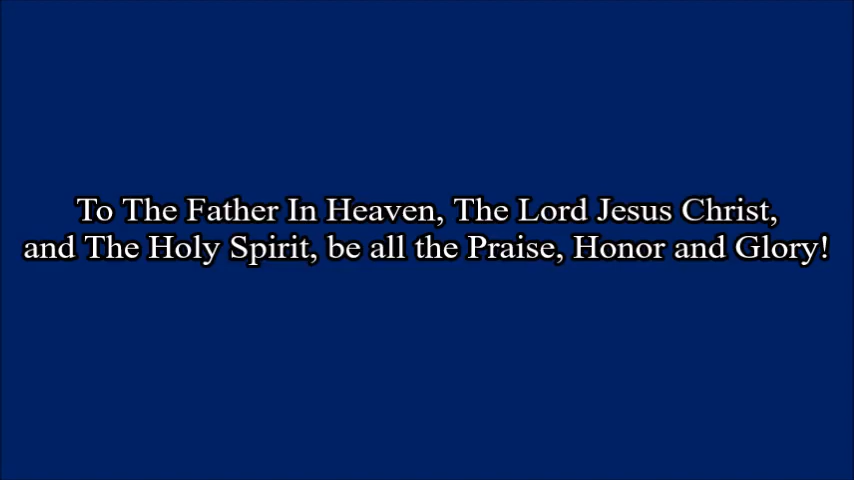 To The Father In Heaven, The Lord Jesus Christ,
and The Holy Spirit, be all the Praise, Honor and Glory!